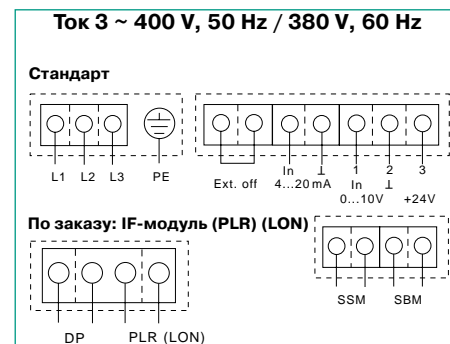 Ток 3 ~ 400 V, 50 Hz / 380 V, 60 Hz
Стандарт
L1 L2 L3 PE
Ext. off In ⊥ 1 2 3
4...20 mA In ⊥
0...10V +24V
По заказу: IF-модуль (PLR) (LON)
SSM SBM
DP PLR (LON)